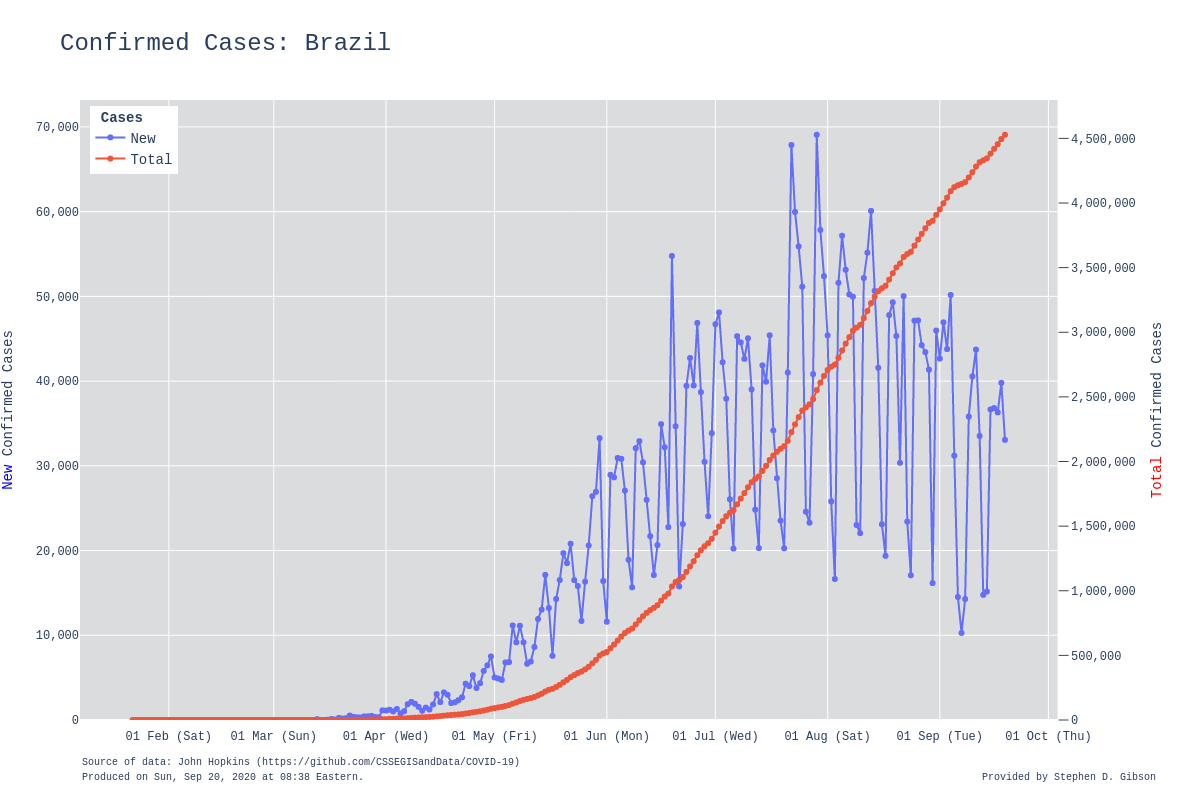 Confirmed Cases: Brazil
Cases
New
Total
70,000
60,000
50,000
40,000
30,000
20,000
10,000
0
New Confirmed Cases
4,500,000
4,000,000
3,500,000
3,000,000
2,500,000
2,000,000
1,500,000
1,000,000
500,000
0
Total Confirmed Cases
01 Feb (Sat) 01 Mar (Sun) 01 Apr (Wed) 01 May (Fri) 01 Jun (Mon) 01 Jul (Wed) 01 Aug (Sat) 01 Sep (Tue) 01 Oct (Thu)
Source of data: John Hopkins (https://github.com/CSSEGISandData/COVID-19)
Produced on Sun, Sep 20, 2020 at 08:38 Eastern.
Provided by Stephen D. Gibson